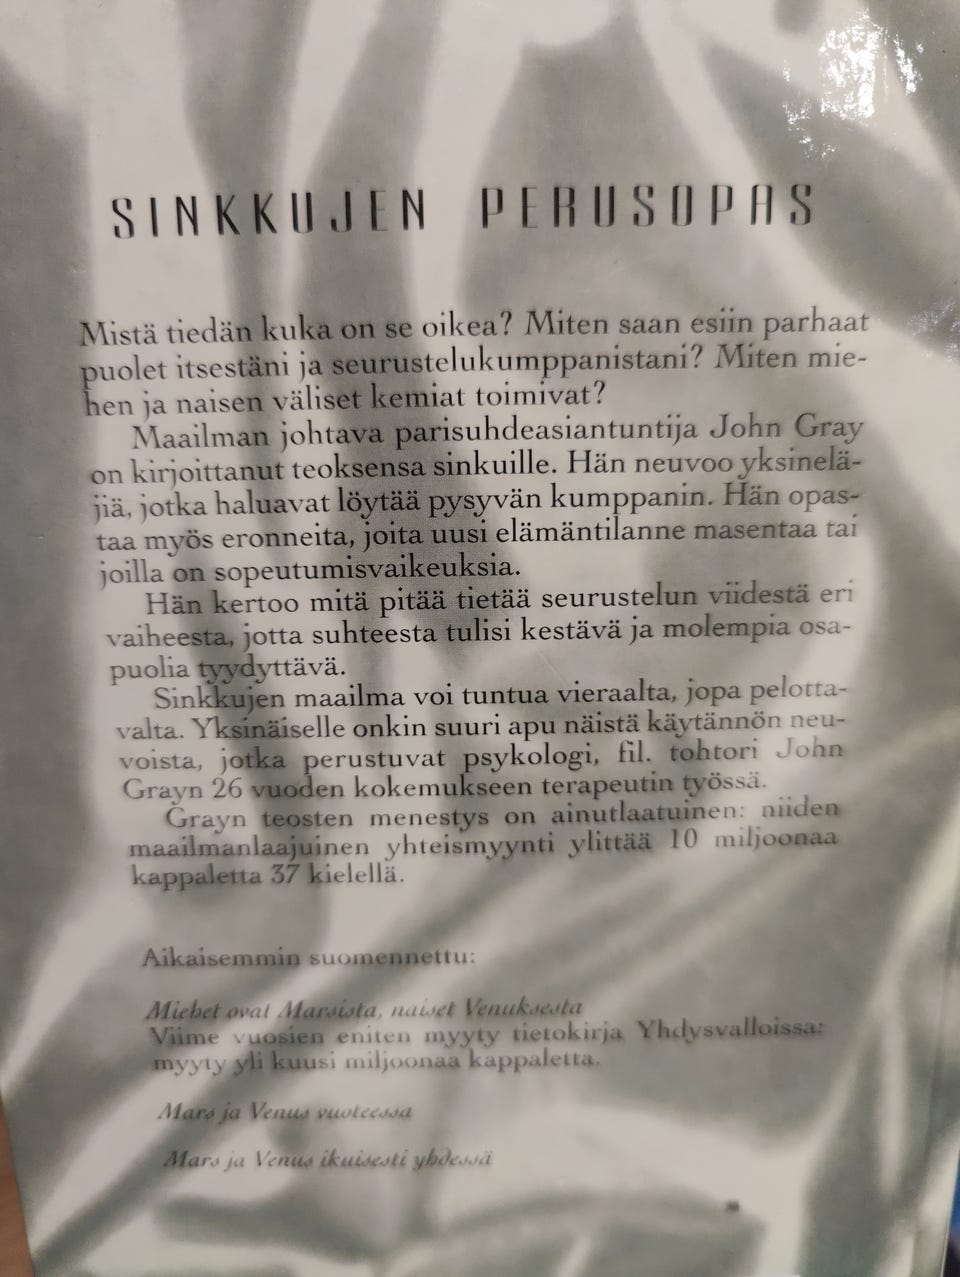 SINKKUJEN PERUSOPAS
Mistä tiedän kuka on se oikea? Miten saan esiin parhaat
puolet itsestäni ja seurustelukumppanistani? Miten mie-
hen ja naisen väliset kemiat toimivat?
Maailman johtava parisuhdeasiantuntija John Gray
on kirjoittanut teoksensa sinkuille. Hän neuvoo yksinelä-
jiä, jotka haluavat löytää pysyvän kumppanin. Hän opas-
taa myös eronneita, joita uusi elämäntilanne masentaa tai
joilla on sopeutumisvaikeuksia.
Hän kertoo mitä pitää tietää seurustelun viidestä eri
vaiheesta, jotta suhteesta tulisi kestävä ja molempia osa-
puolia tyydyttävä.
Sinkkujen maailma voi tuntua vieraalta, jopa pelotta-
valta. Yksinäiselle onkin suuri apu näistä käytännön neu-
voista, jotka perustuvat psykologi, fil. tohtori John
Grayn 26 vuoden kokemukseen terapeutin työssä.
Grayn teosten menestys on ainutlaatuinen: niiden
maailmanlaajuinen yhteismyynti ylittää 10 miljoonaa
kappaletta 37 kielellä.
Aikaisemmin suomennettu:
Miehet ovat Marsista, naiset Venuksesta
Viime vuosien eniten myyty tietokirja Yhdysvalloissa:
myyty yli kuusi miljoonaa kappaletta.
Mars ja Venus vuoteessa
Mars ja Venus ikuisesti yhdessä